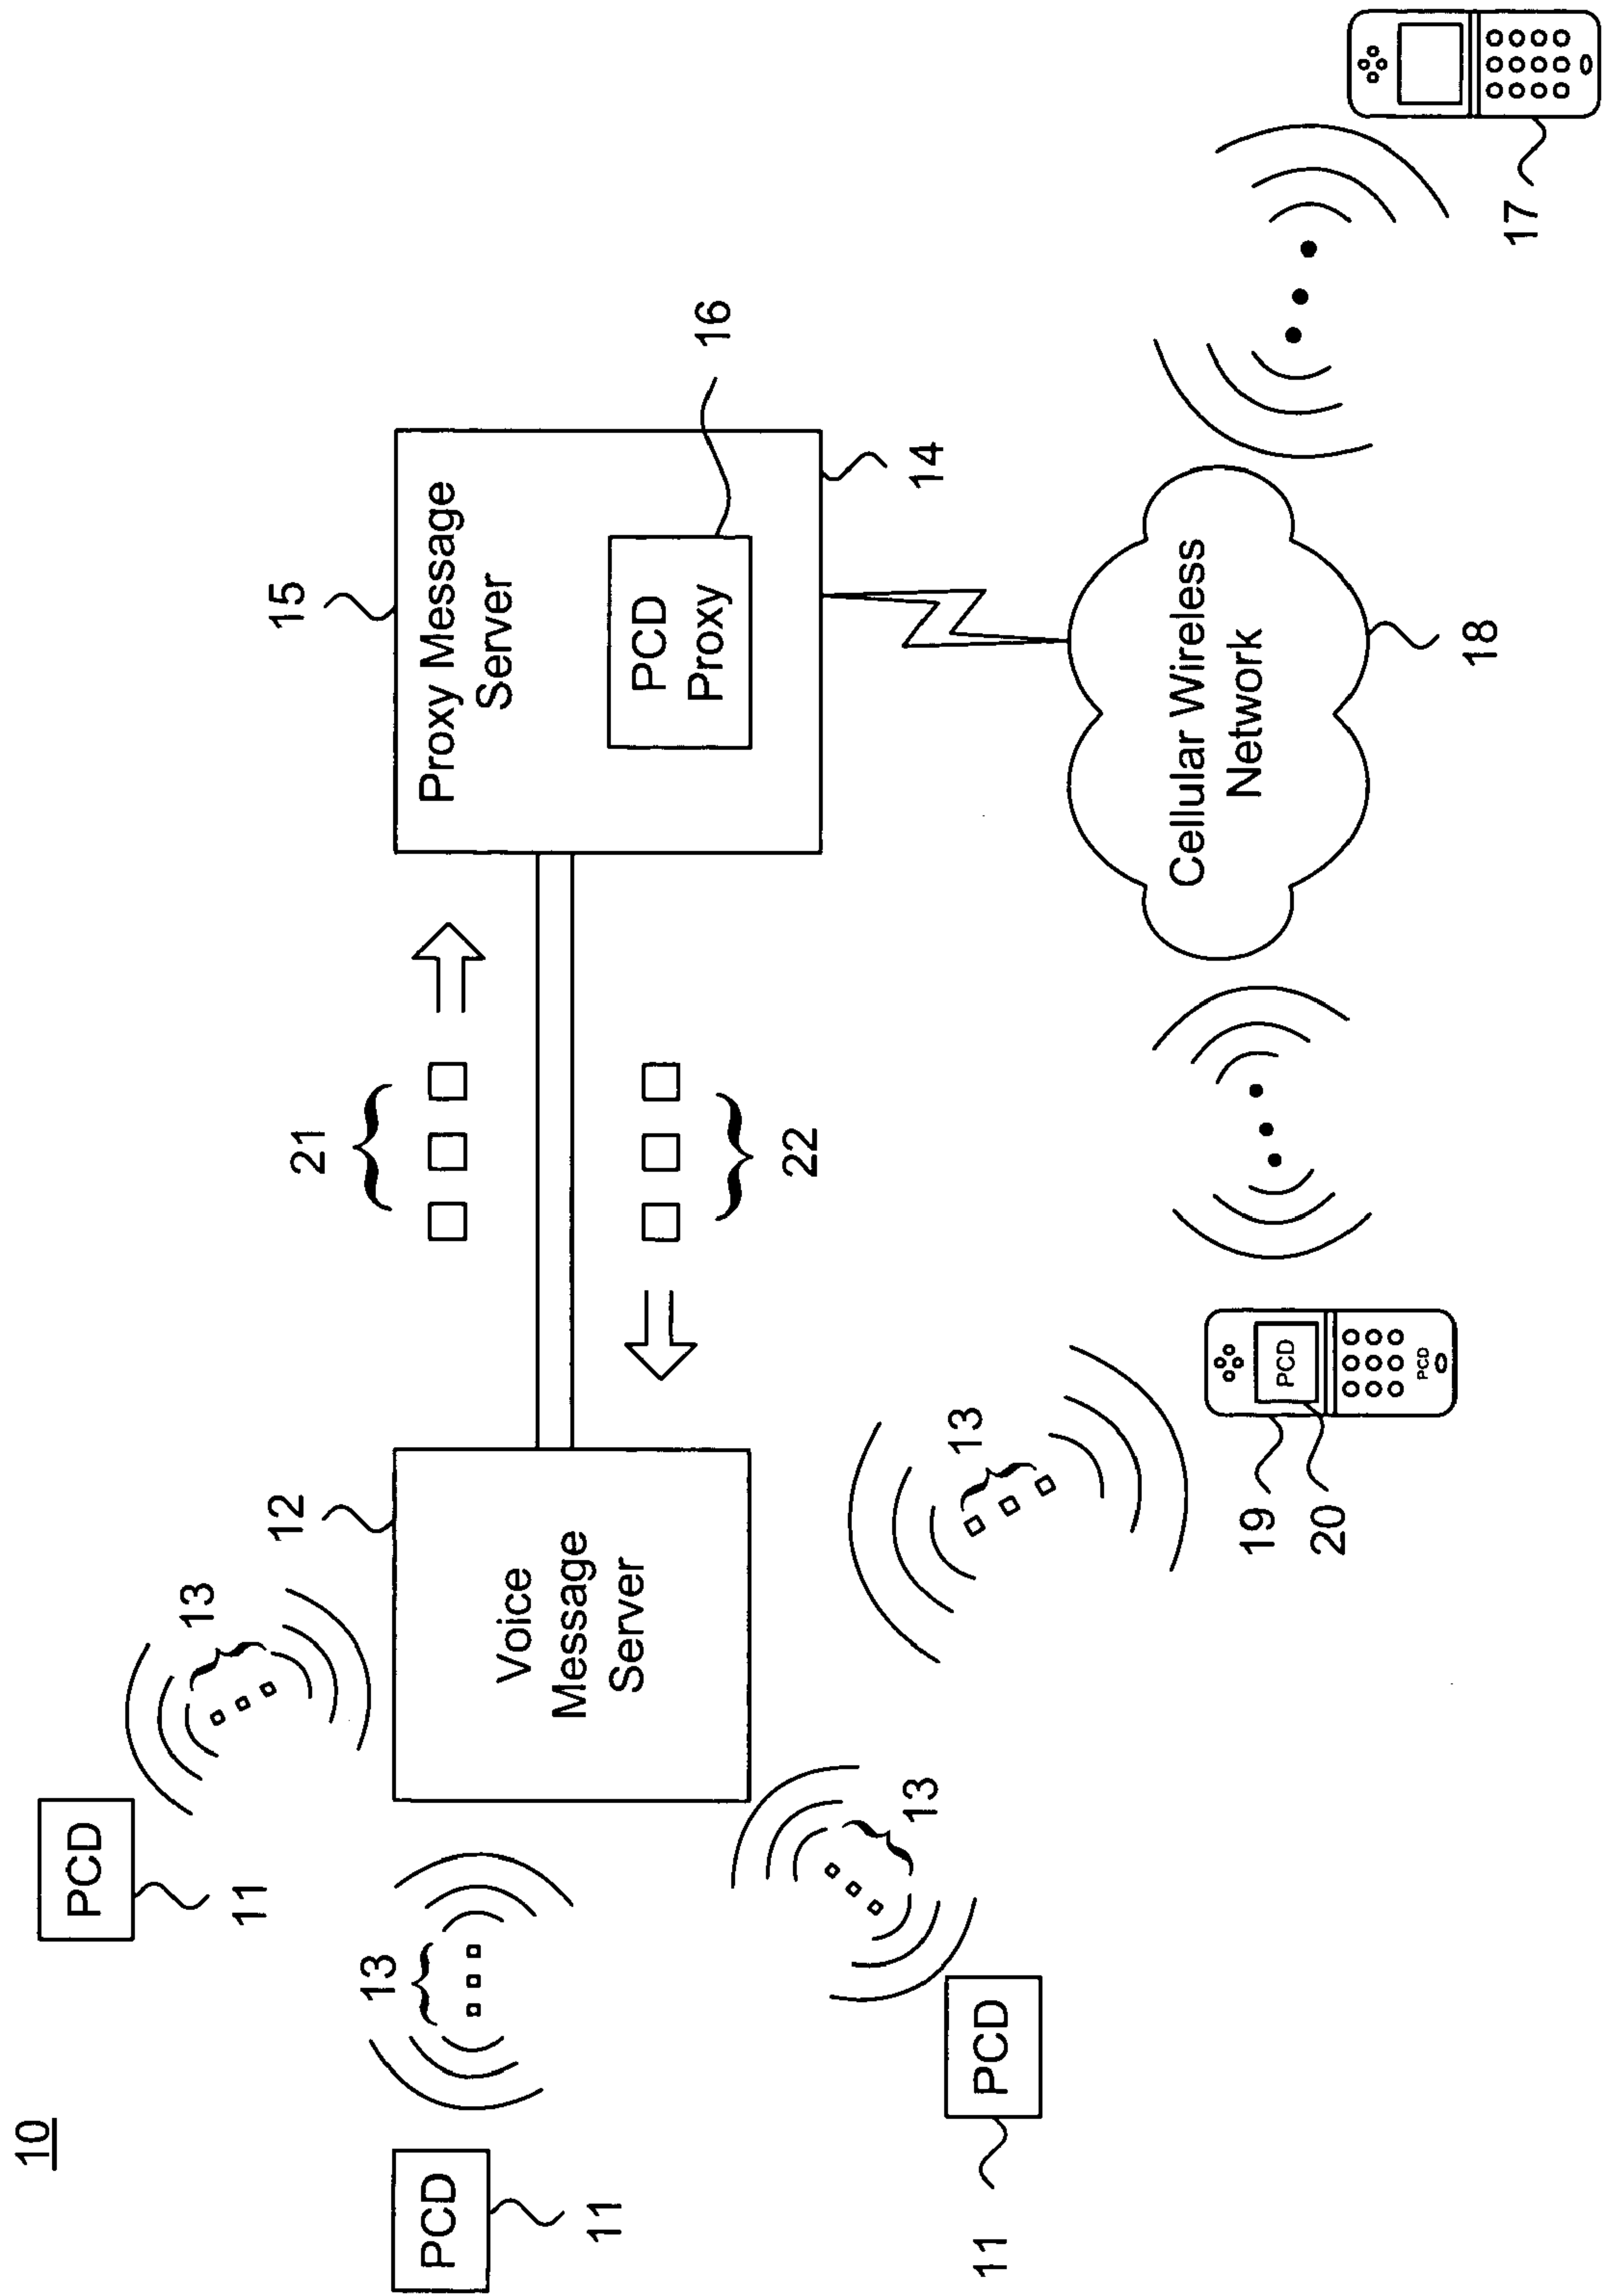 10
PCD
11
13
PCD
11
13
PCD
11
13
12
Voice
Message
Server
13
21
22
15
Proxy Message
Server
PCD
Proxy
16
14
PCD
PCD
19
20
Cellular Wireless
Network
18
17